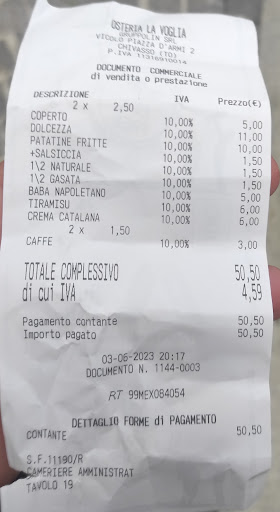 OSTERIA LA VOGLIA
GRUPPOLIN SRL
VICOLO PIAZZA D'ARMI 2
CHIVASSO (TO)
P.IVA 11316910014
DOCUMENTO COMMERCIALE
di vendita o prestazione
DESCRIZIONE IVA Prezzo(€)
2 x 2,50
COPERTO 10,00% 5,00
DOLCEZZA 10,00% 11,00
PATATINE FRITTE 10,00% 10,00
+SALSICCIA 10,00% 1,50
1\2 NATURALE 10,00% 1,50
1\2 GASATA 10,00% 1,50
BABA NAPOLETANO 10,00% 5,00
TIRAMISU 10,00% 6,00
CREMA CATALANA 10,00% 6,00
2 x 1,50
CAFFE 10,00% 3,00
TOTALE COMPLESSIVO 50,50
di cui IVA 4,59
Pagamento contante 50,50
Importo pagato 50,50
03-06-2023 20:17
DOCUMENTO N. 1144-0003
RT 99MEX084054
DETTAGLIO FORME di PAGAMENTO
CONTANTE 50,50
S.F.11190/R
CAMERIERE AMMINISTRAT
TAVOLO 19